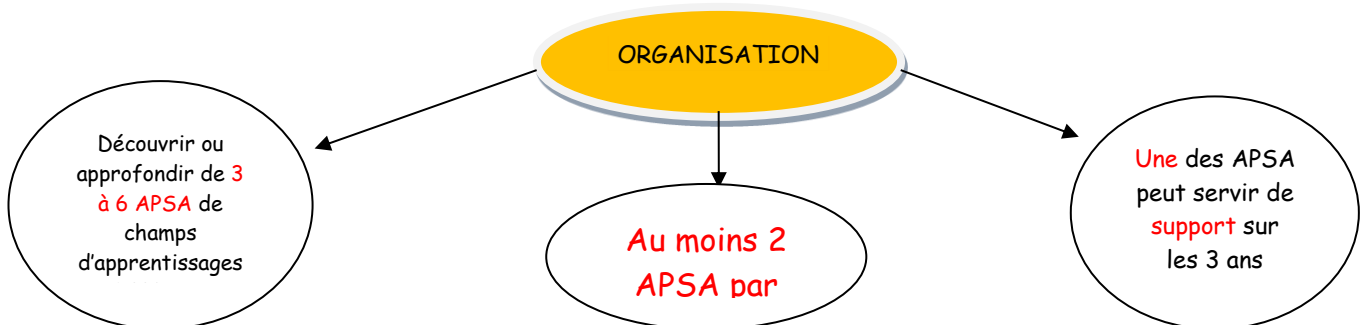 ORGANISATION
Découvrir ou
approfondir de 3
à 6 APSA de
champs
d'apprentissages
Au moins 2
APSA par
Une des APSA
peut servir de
support sur
les 3 ans